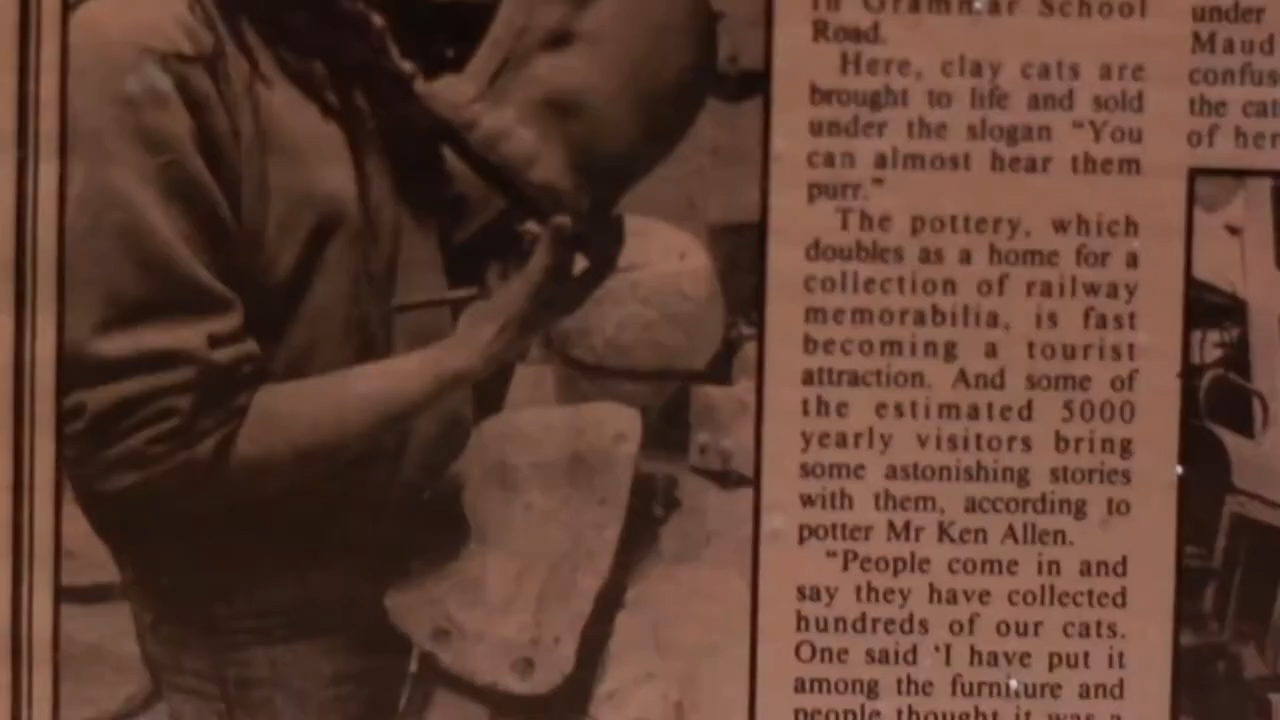 in Grammar School
Road.
Here, clay cats are
brought to life and sold
under the slogan "You
can almost hear them
purr."
The pottery, which
doubles as a home for a
collection of railway
memorabilia, is fast
becoming a tourist
attraction. And some of
the estimated 5000
yearly visitors bring
some astonishing stories
with them, according to
potter Mr Ken Allen.
"People come in and
say they have collected
hundreds of our cats.
One said 'I have put it
among the furniture and
people thought it was a
under
Maud
confus
the cat
of her